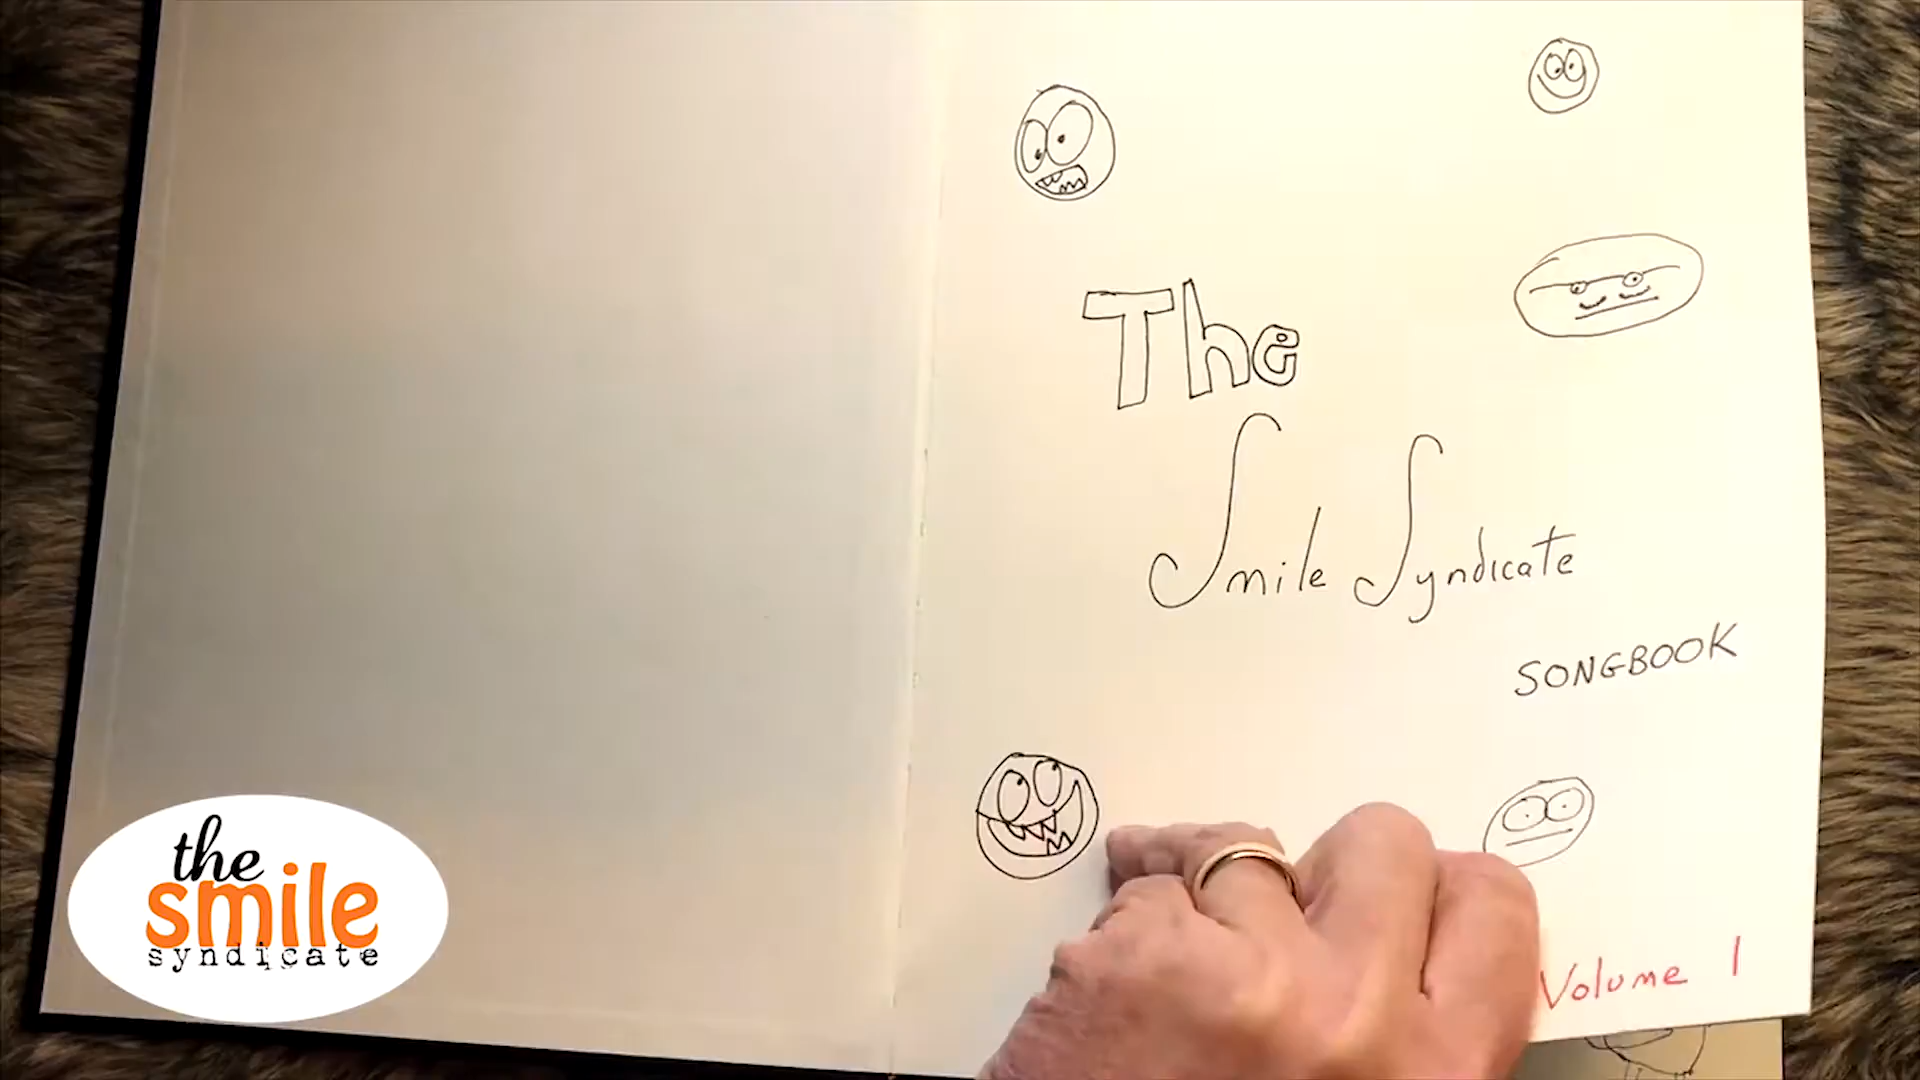 The
Smile Syndicate
SONGBOOK
Volume 1
the
smile
syndicate